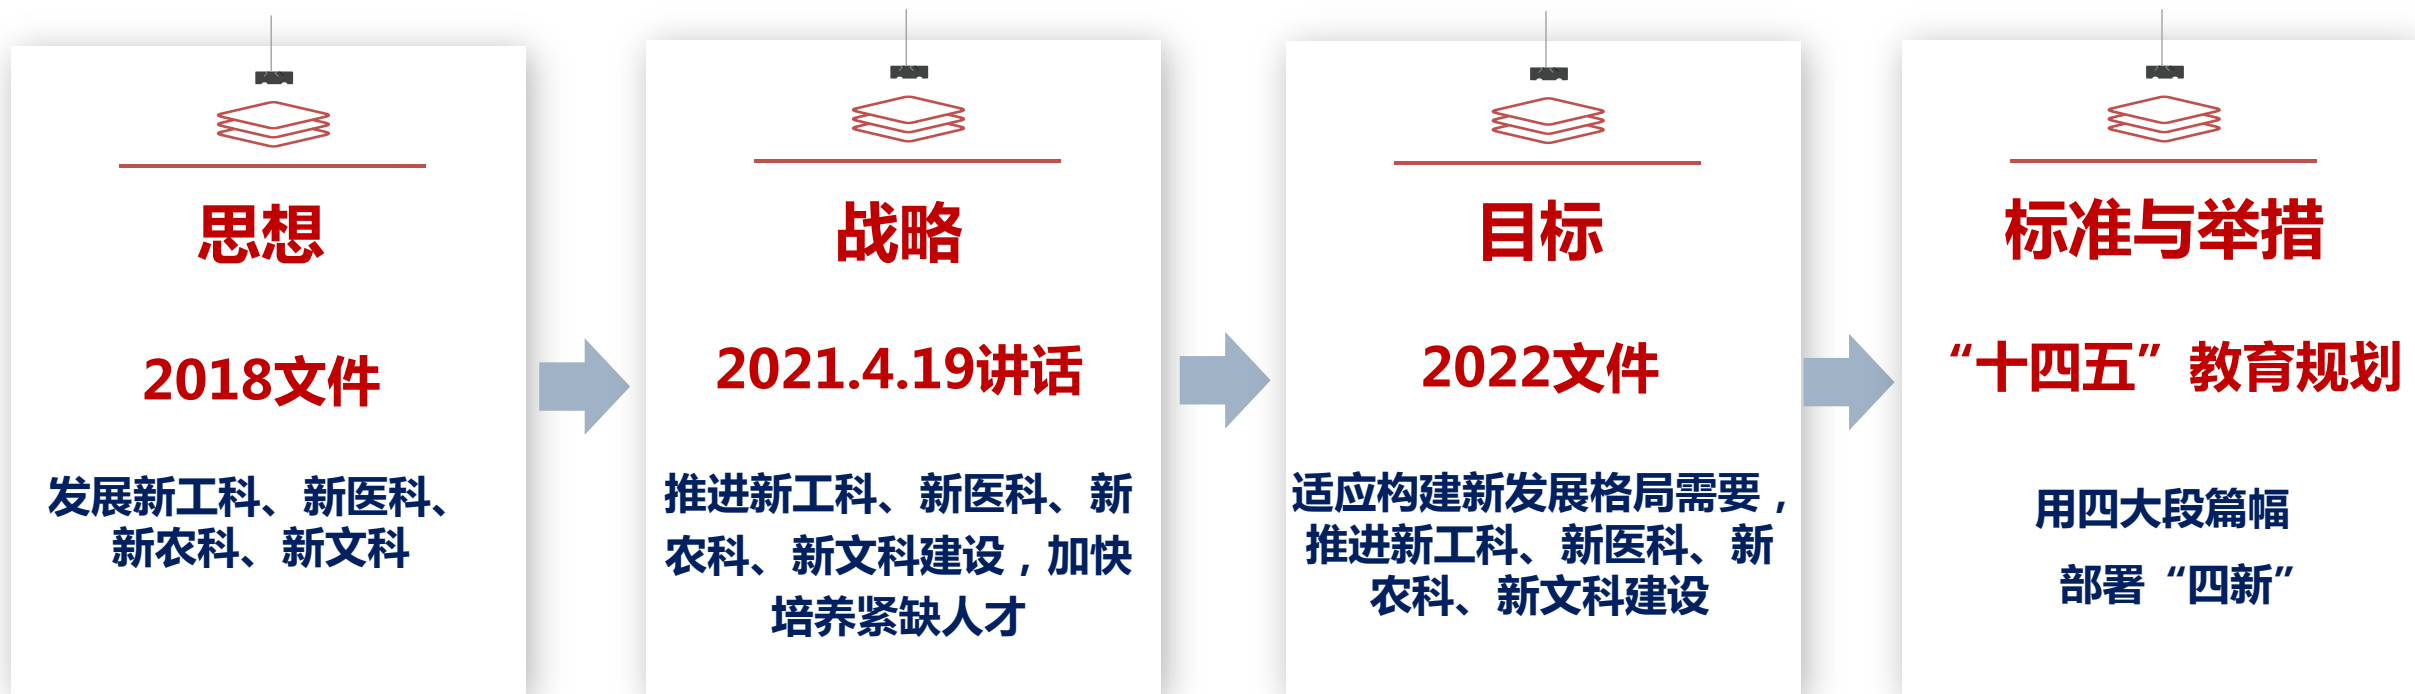 思想
2018文件
发展新工科、新医科、
新农科、新文科
战略
2021.4.19讲话
推进新工科、新医科、新
农科、新文科建设，加快
培养紧缺人才
目标
2022文件
适应构建新发展格局需要，
推进新工科、新医科、新
农科、新文科建设
标准与举措
“十四五”教育规划
用四大段篇幅
部署“四新”